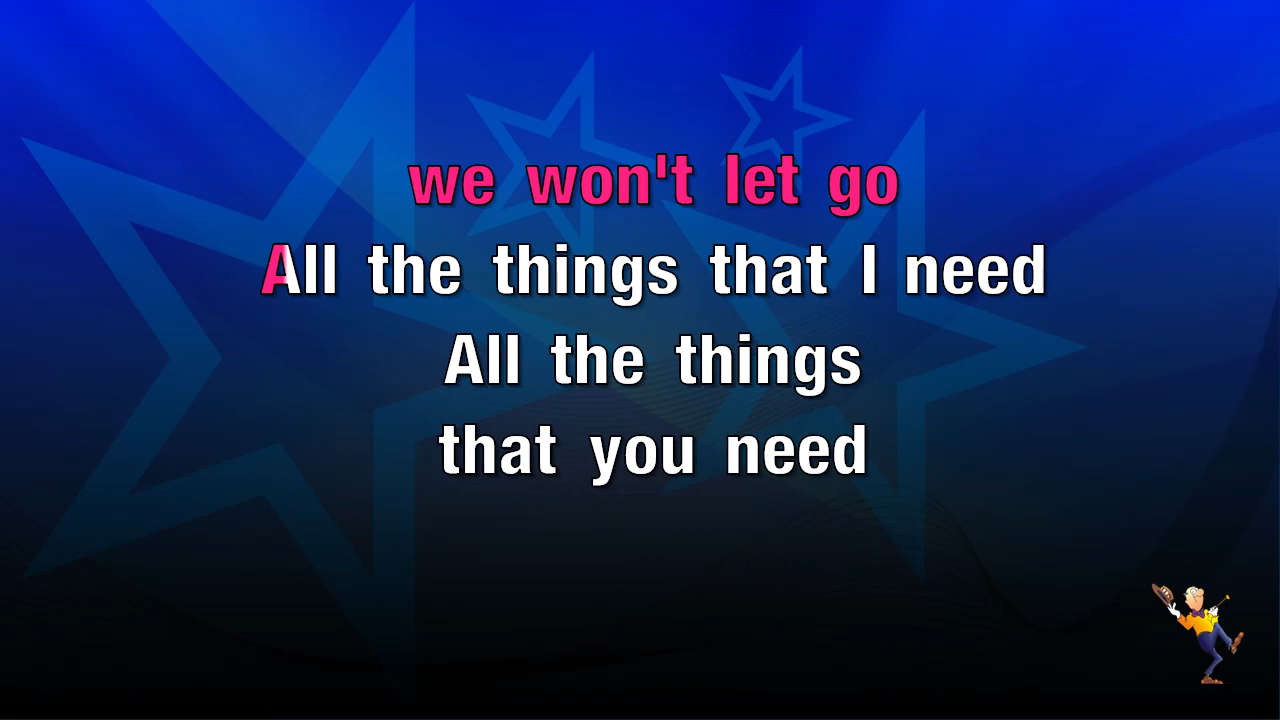 we won't let go
All the things that I need
All the things
that you need